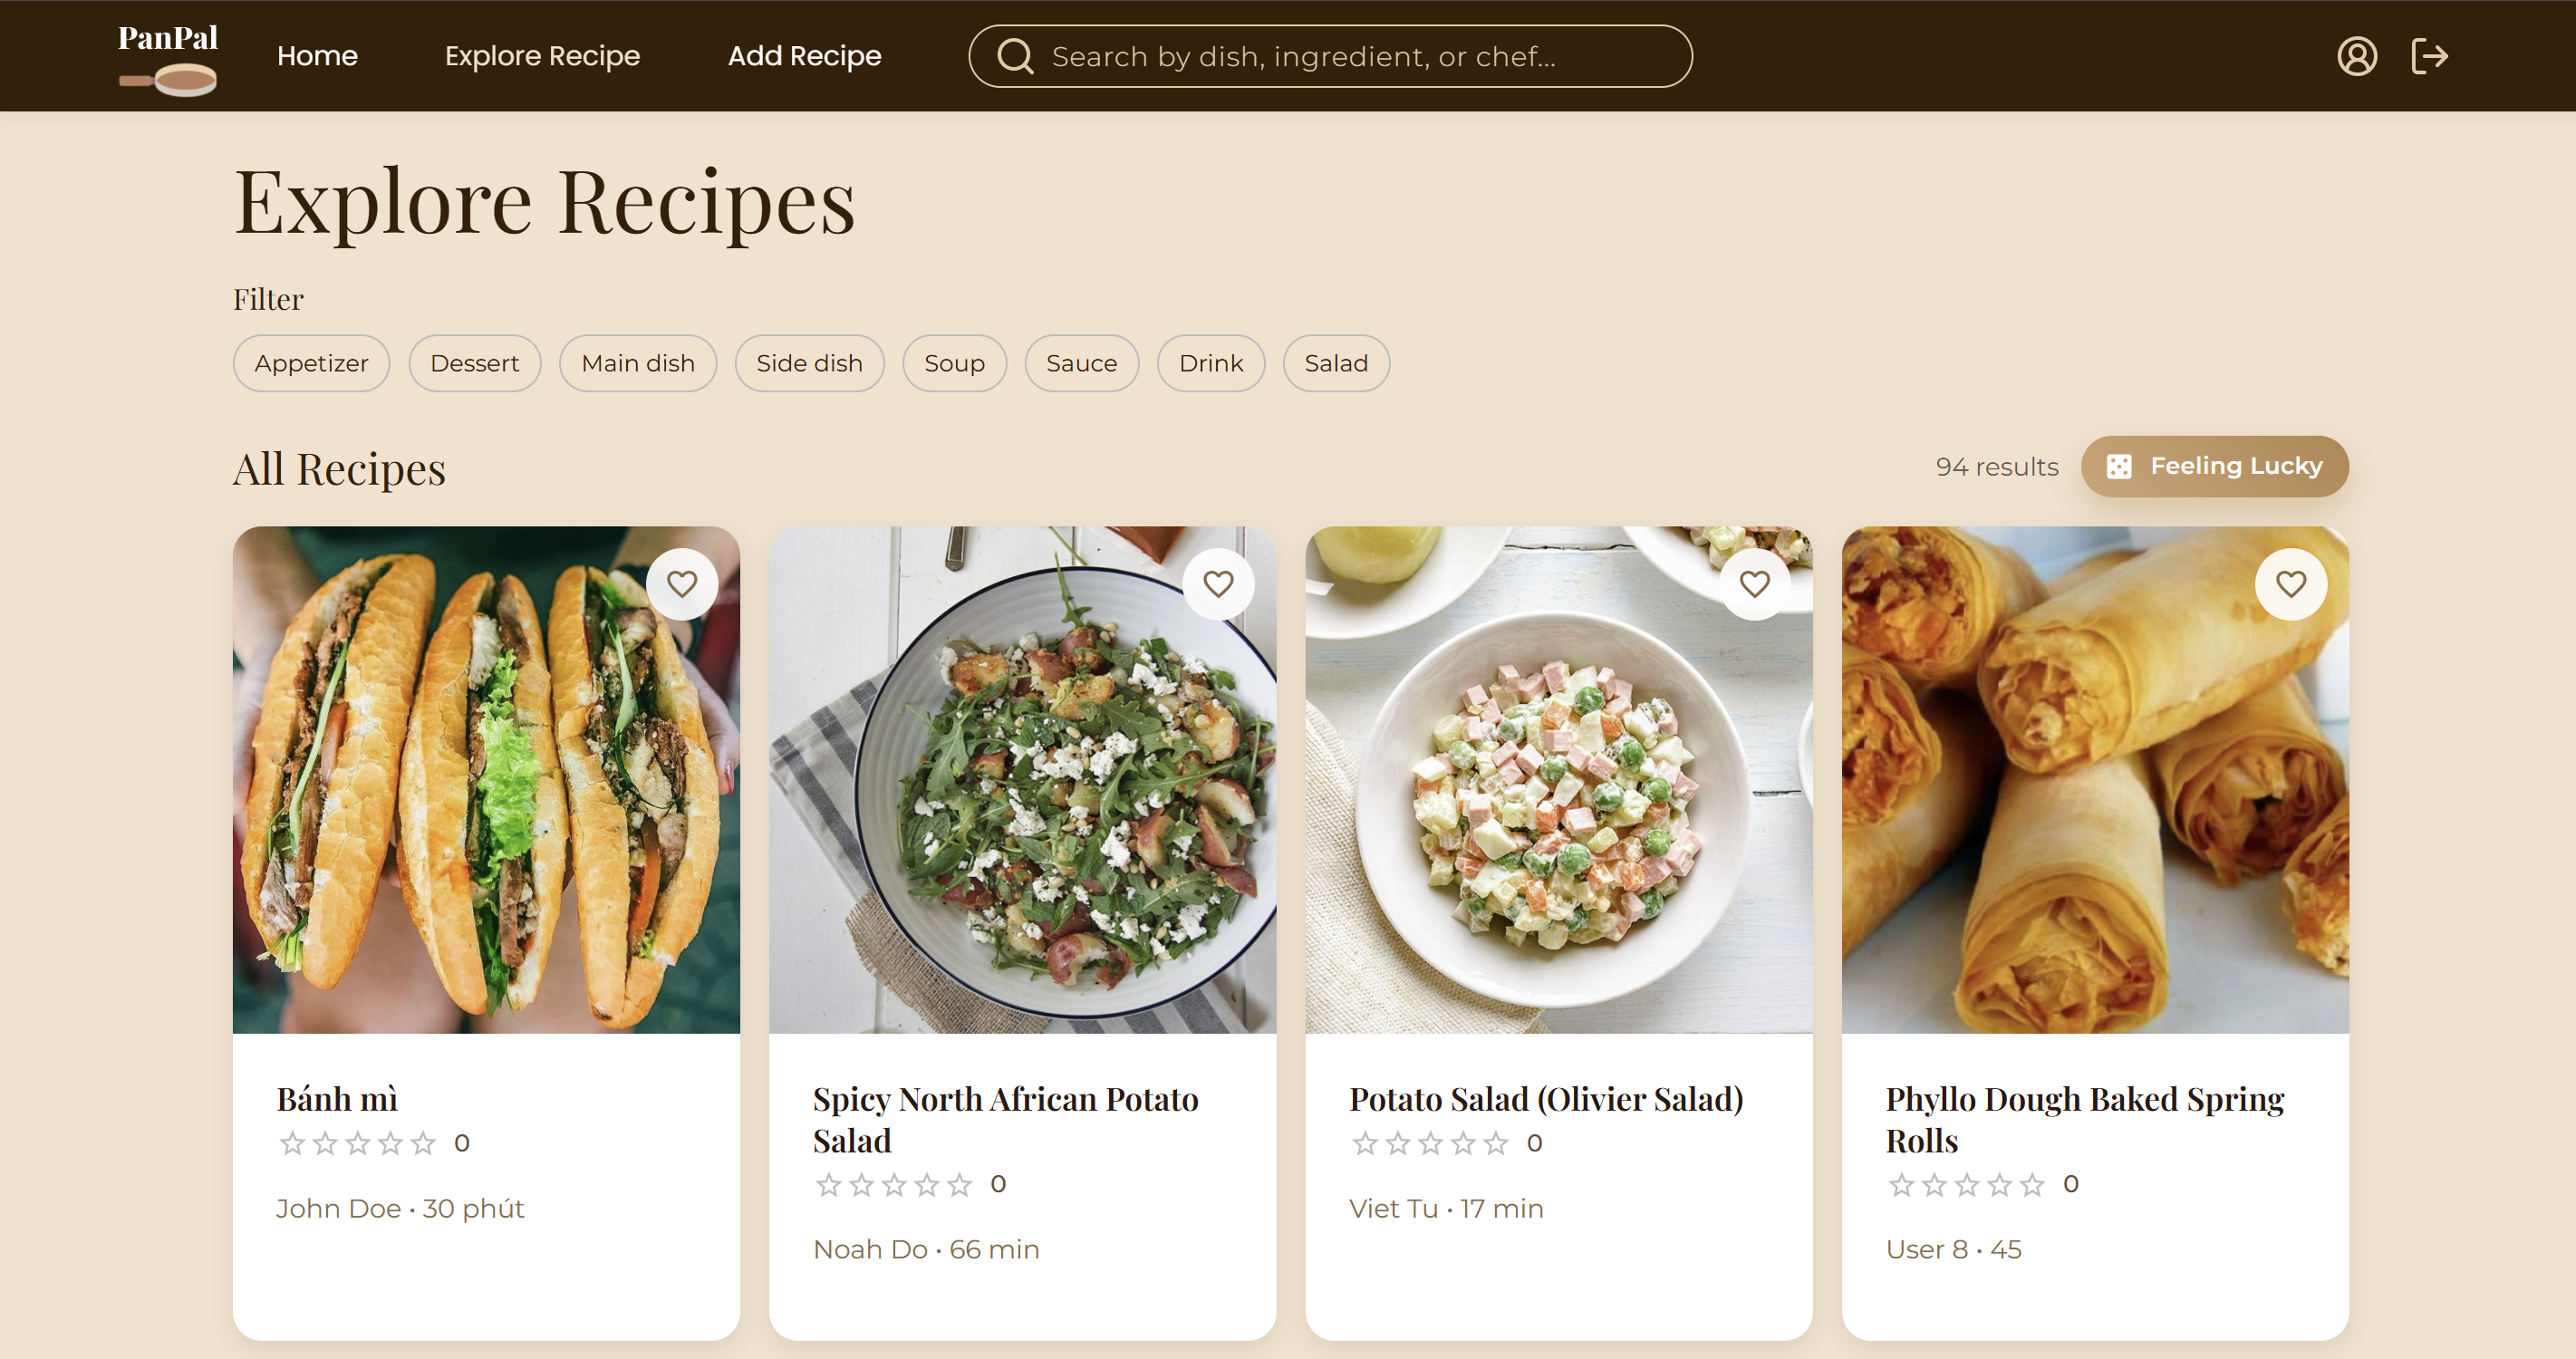 PanPal
Home
Explore Recipe
Add Recipe
Search by dish, ingredient, or chef...
Explore Recipes
Filter
Appetizer
Dessert
Main dish
Side dish
Soup
Sauce
Drink
Salad
All Recipes
94 results
Feeling Lucky
Bánh mì
0
John Doe • 30 phút
Spicy North African Potato
Salad
0
Noah Do • 66 min
Potato Salad (Olivier Salad)
0
Viet Tu • 17 min
Phyllo Dough Baked Spring
Rolls
0
User 8 • 45